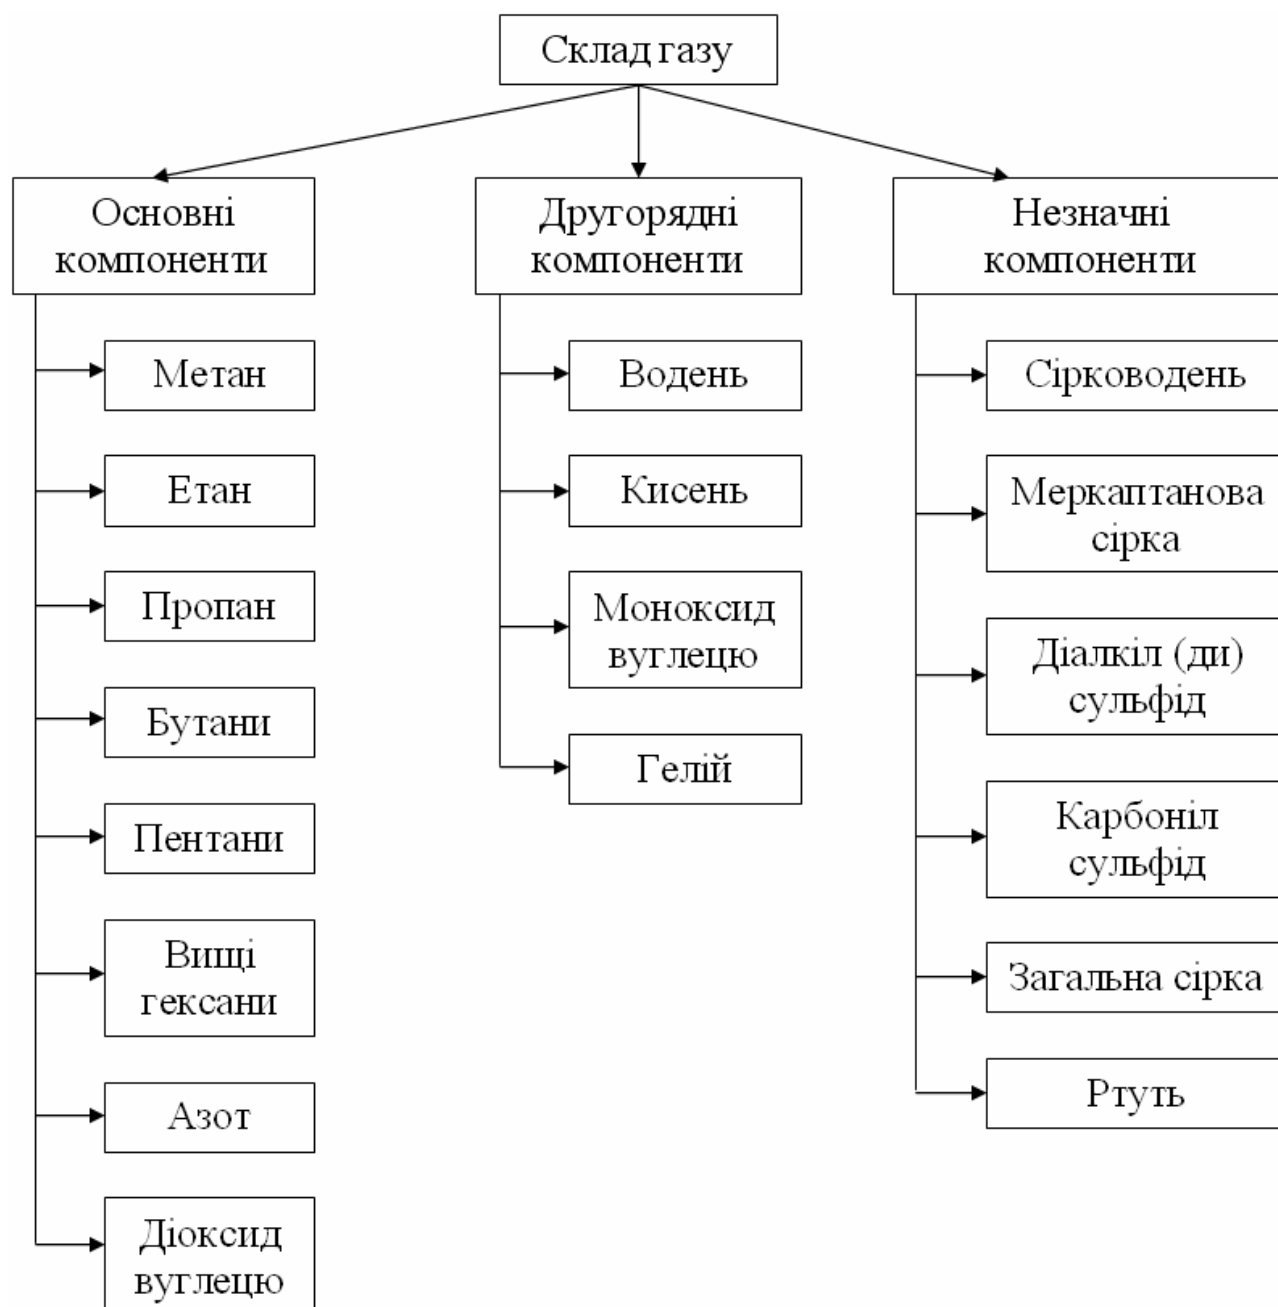 Склад газу
Основні
компоненти
Метан
Етан
Пропан
Бутани
Пентани
Вищі
гексани
Азот
Діоксид
вуглецю
Другорядні
компоненти
Водень
Кисень
Моноксид
вуглецю
Гелій
Незначні
компоненти
Сірководень
Меркаптанова
сірка
Діалкіл (ди)
сульфід
Карбоніл
сульфід
Загальна сірка
Ртуть